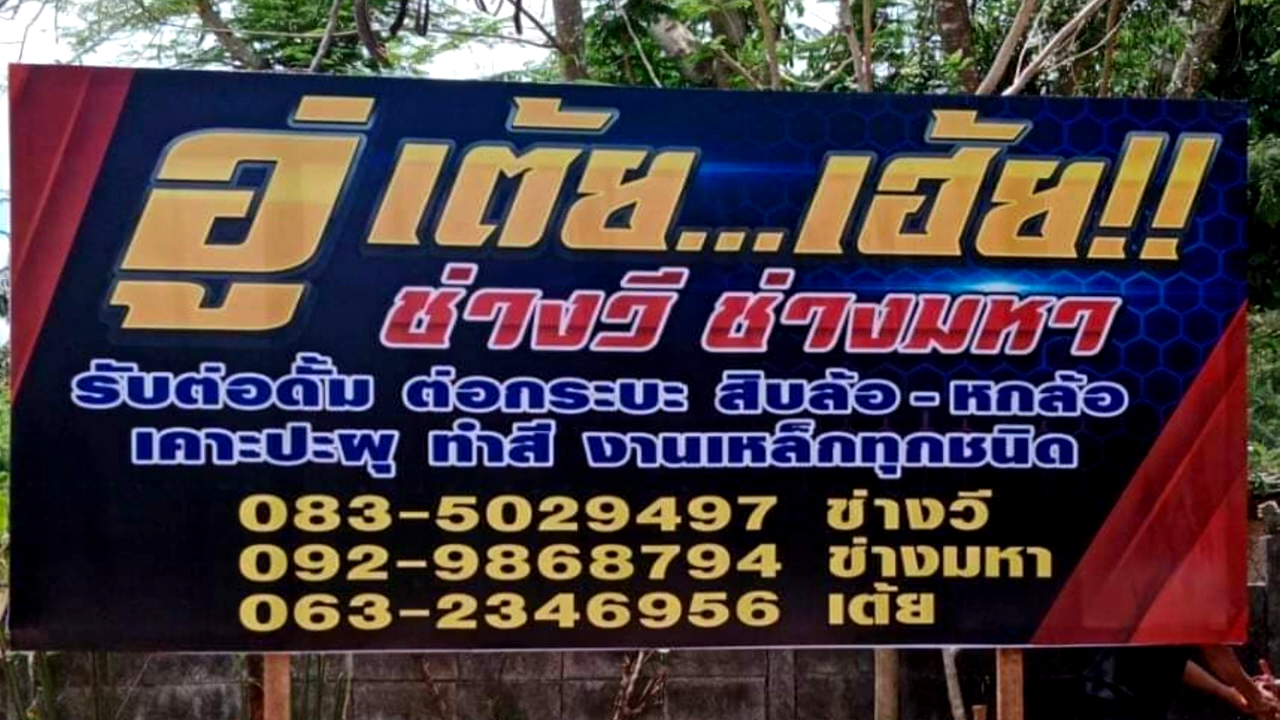 อู่ เต้ย...เฮ้ย!!
ช่างวี ช่างมหา
รับต่อดั้ม ต่อกระบะ สิบล้อ - หกล้อ
เคาะปะผุ ทำสี งานเหล็กทุกชนิด
083-5029497 ช่างวี
092-9868794 ช่างมหา
063-2346956 เต้ย